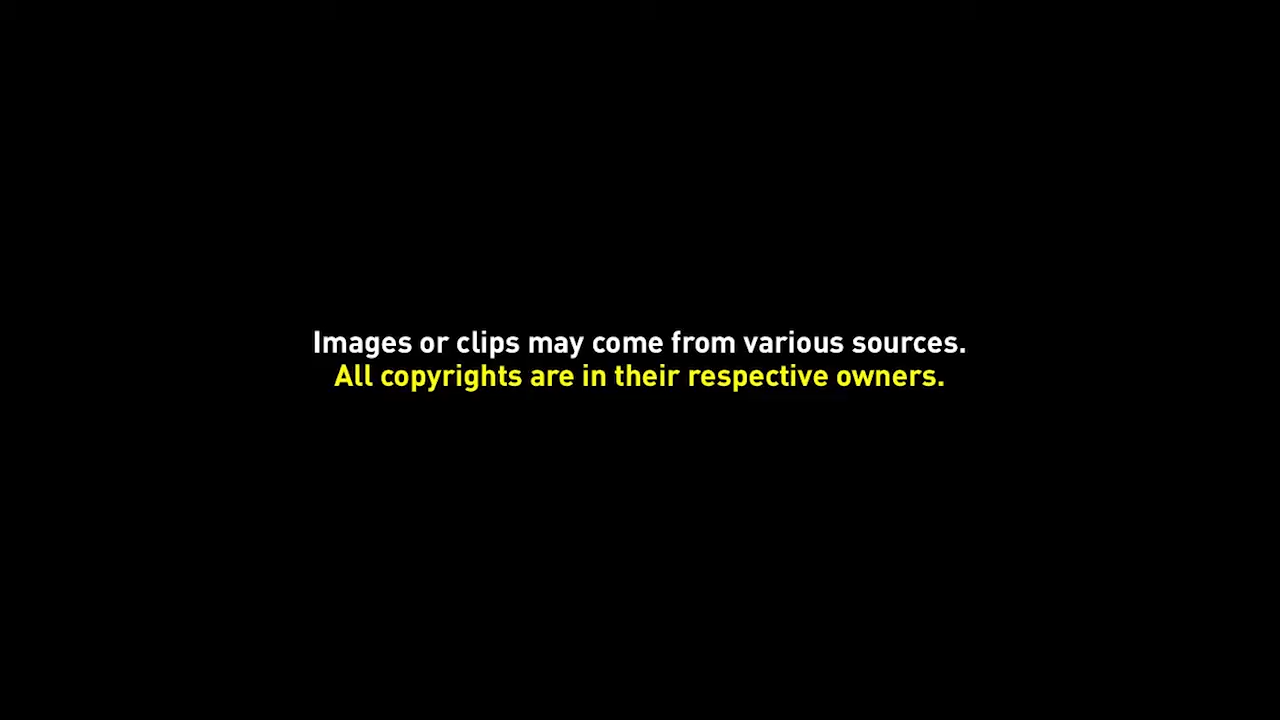 Images or clips may come from various sources.
All copyrights are in their respective owners.